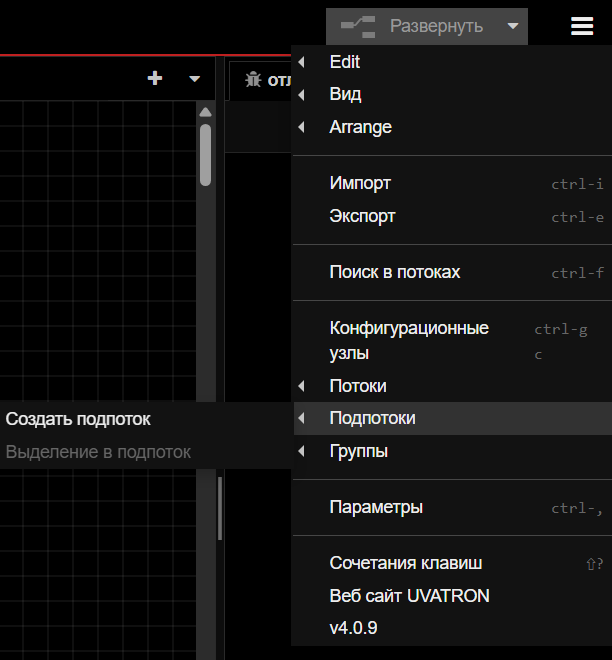 Развернуть
Edit
отл
Вид
Arrange
Импорт ctrl-i
Экспорт ctrl-e
Поиск в потоках ctrl-f
Конфигурационные ctrl-g
узлы c
Потоки
Создать подпоток Подпотоки
Выделение в подпоток Группы
Параметры ctrl-,
Сочетания клавиш ⇧?
Веб сайт UVATRON
v4.0.9